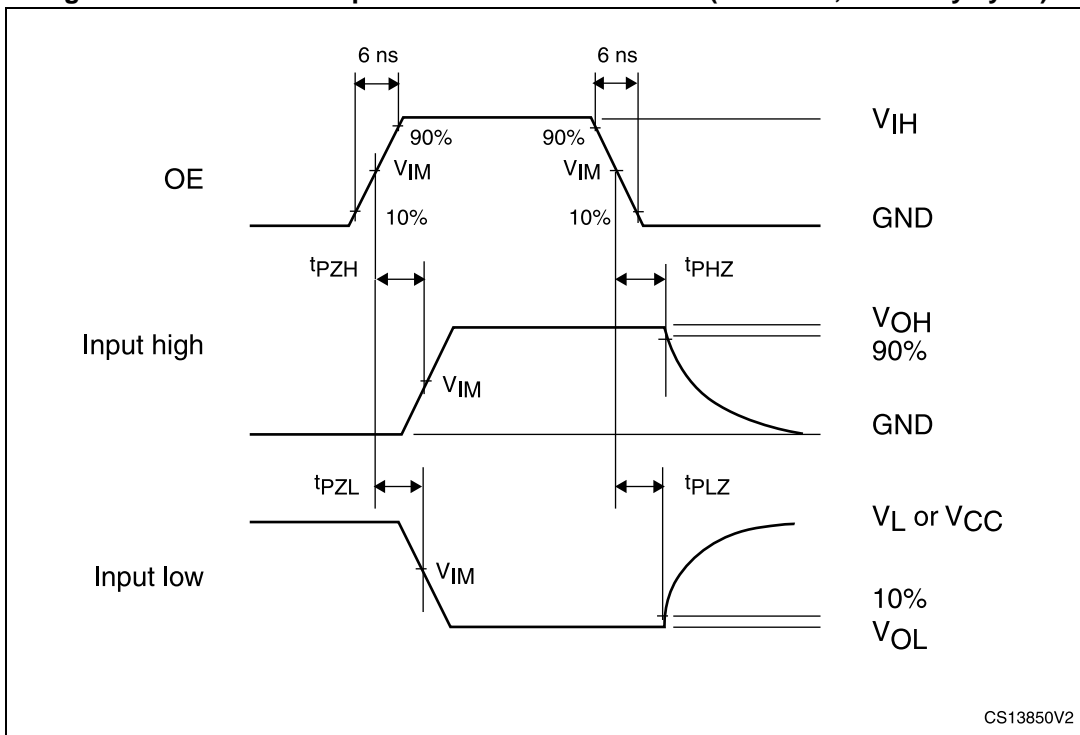 6 ns
6 ns
VIH
90%
90%
OE
VIM
VIM
10%
10%
GND
tPZH
tPHZ
VOH
Input high
90%
VIM
GND
tPZL
tPLZ
VL or VCC
Input low
VIM
10%
VOL
CS13850V2